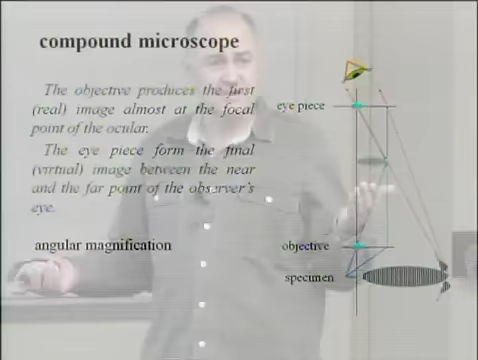 compound microscope
The objective produces the first
(real) image almost at the focal
point of the ocular.
The eye piece form the final
(virtual) image between the near
and the far point of the observer's
eye.
angular magnification
eye piece
objective
specimen